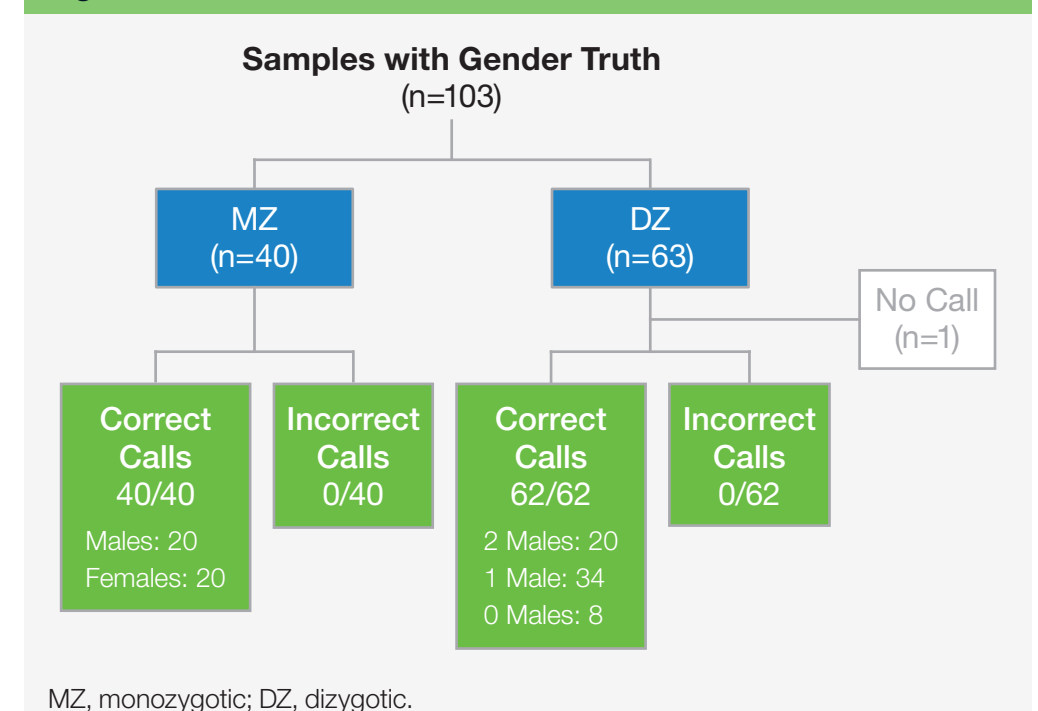 Samples with Gender Truth
(n=103)
MZ
(n=40)
DZ
(n=63)
No Call
(n=1)
Correct
Calls
40/40
Males: 20
Females: 20
Incorrect
Calls
0/40
Correct
Calls
62/62
2 Males: 20
1 Male: 34
0 Males: 8
Incorrect
Calls
0/62
MZ, monozygotic; DZ, dizygotic.